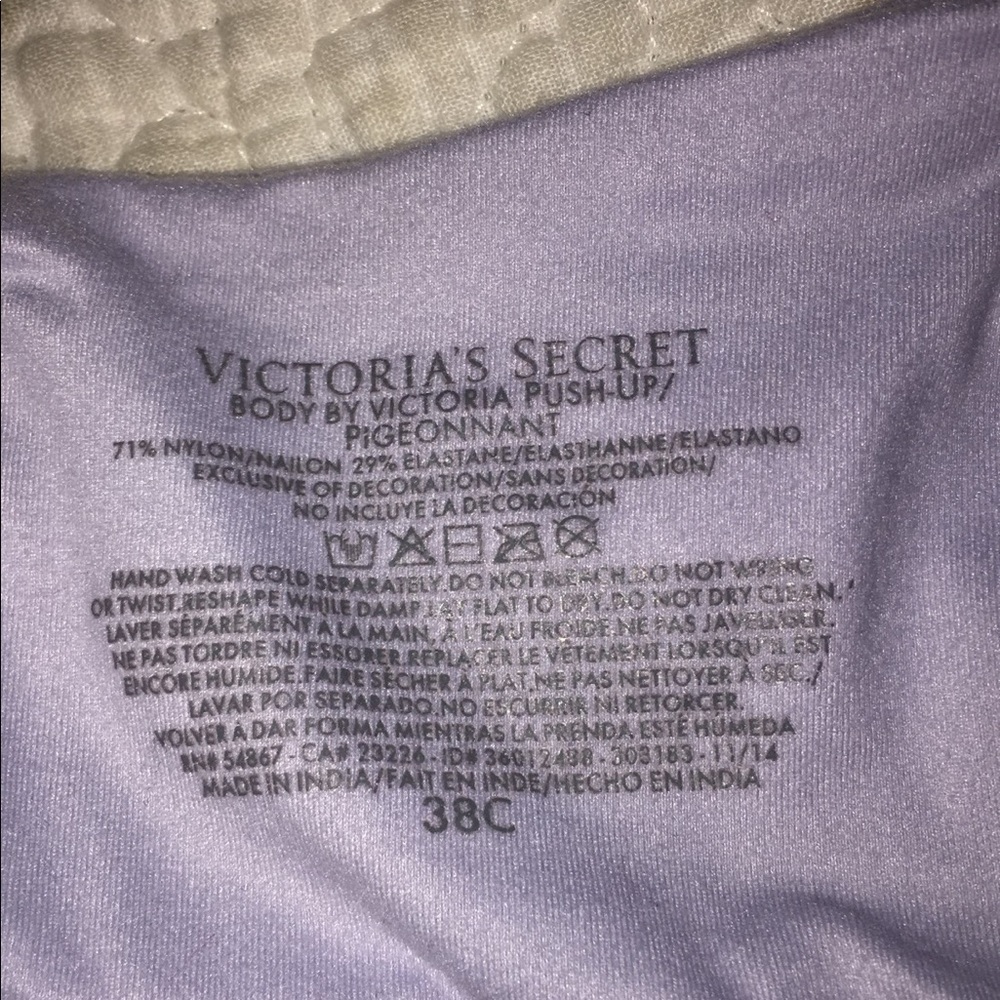 VICTORIA'S SECRET
BODY BY VICTORIA PUSH-UP/
PIGEONNANT
71% NYLON/NAILON 29% ELASTANE/ELASTHANNE/ELASTANO
EXCLUSIVE OF DECORATION/SANS DECORATION/
NO INCLUYE LA DECORACIÓN
HAND WASH COLD SEPARATELY.DO NOT BLEACH.DO NOT WRING
OR TWIST.RESHAPE WHILE DAMP.LAY FLAT TO DRY.DO NOT DRY CLEAN.
LAVER SÉPARÉMENT A LA MAIN, À L'EAU FROIDE.NE PAS JAVELLISER.
NE PAS TORDRE NI ESSORER.REPLACER LE VÊTEMENT LORSQU'IL EST
ENCORE HUMIDE.FAIRE SÉCHER À PLAT.NE PAS NETTOYER À SEC./
LAVAR POR SEPARADO.NO ESCURRIR NI RETORCER.
VOLVER A DAR FORMA MIENTRAS LA PRENDA ESTÉ HÚMEDA
RN# 54867 - CA# 23226 - ID# 36012438 - 303183 - 11/14
MADE IN INDIA/FAIT EN INDE/HECHO EN INDIA
38C